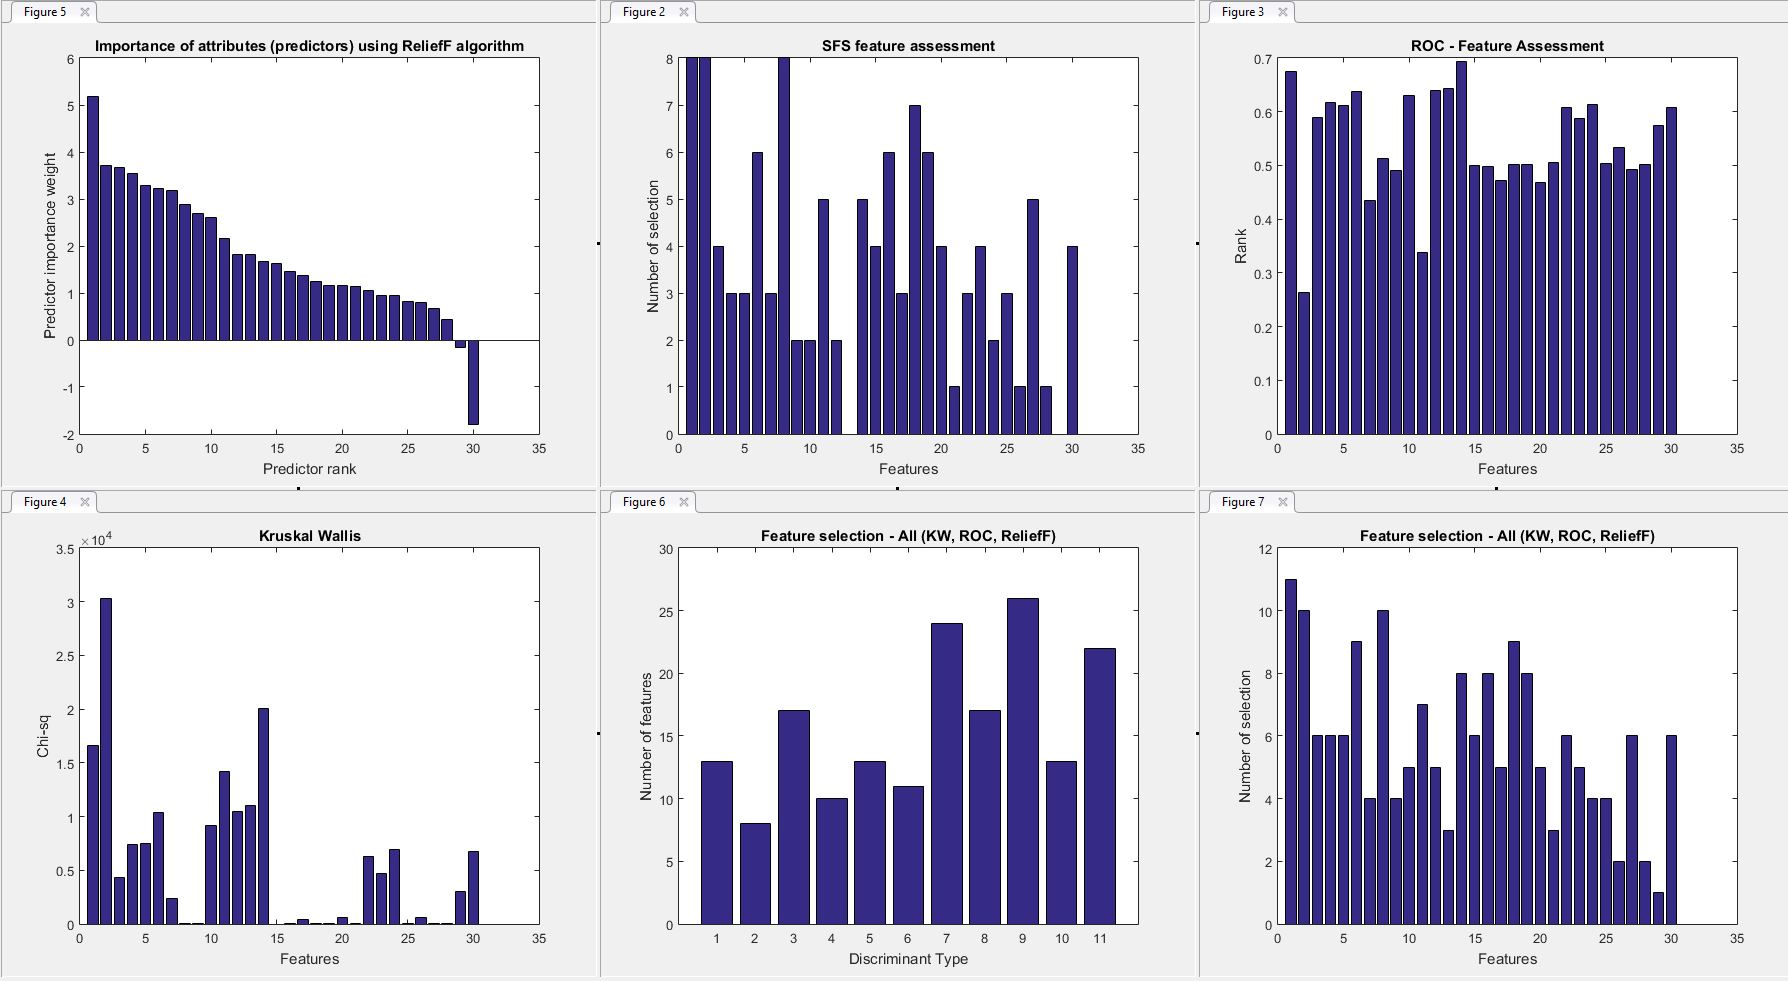 Figure 5
Importance of attributes (predictors) using ReliefF algorithm
6
5
4
3
2
1
0
-1
-2
Predictor importance weight
0 5 10 15 20 25 30 35
Predictor rank
Figure 2
SFS feature assessment
8
7
6
5
4
3
2
1
0
Number of selection
0 5 10 15 20 25 30 35
Features
Figure 3
ROC - Feature Assessment
0.7
0.6
0.5
0.4
0.3
0.2
0.1
0
Rank
0 5 10 15 20 25 30 35
Features
Figure 4
Kruskal Wallis
×10^4
3.5
3
2.5
2
1.5
1
0.5
0
Chi-sq
0 5 10 15 20 25 30 35
Features
Figure 6
Feature selection - All (KW, ROC, ReliefF)
30
25
20
15
10
5
0
Number of features
1 2 3 4 5 6 7 8 9 10 11
Discriminant Type
Figure 7
Feature selection - All (KW, ROC, ReliefF)
12
10
8
6
4
2
0
Number of selection
0 5 10 15 20 25 30 35
Features